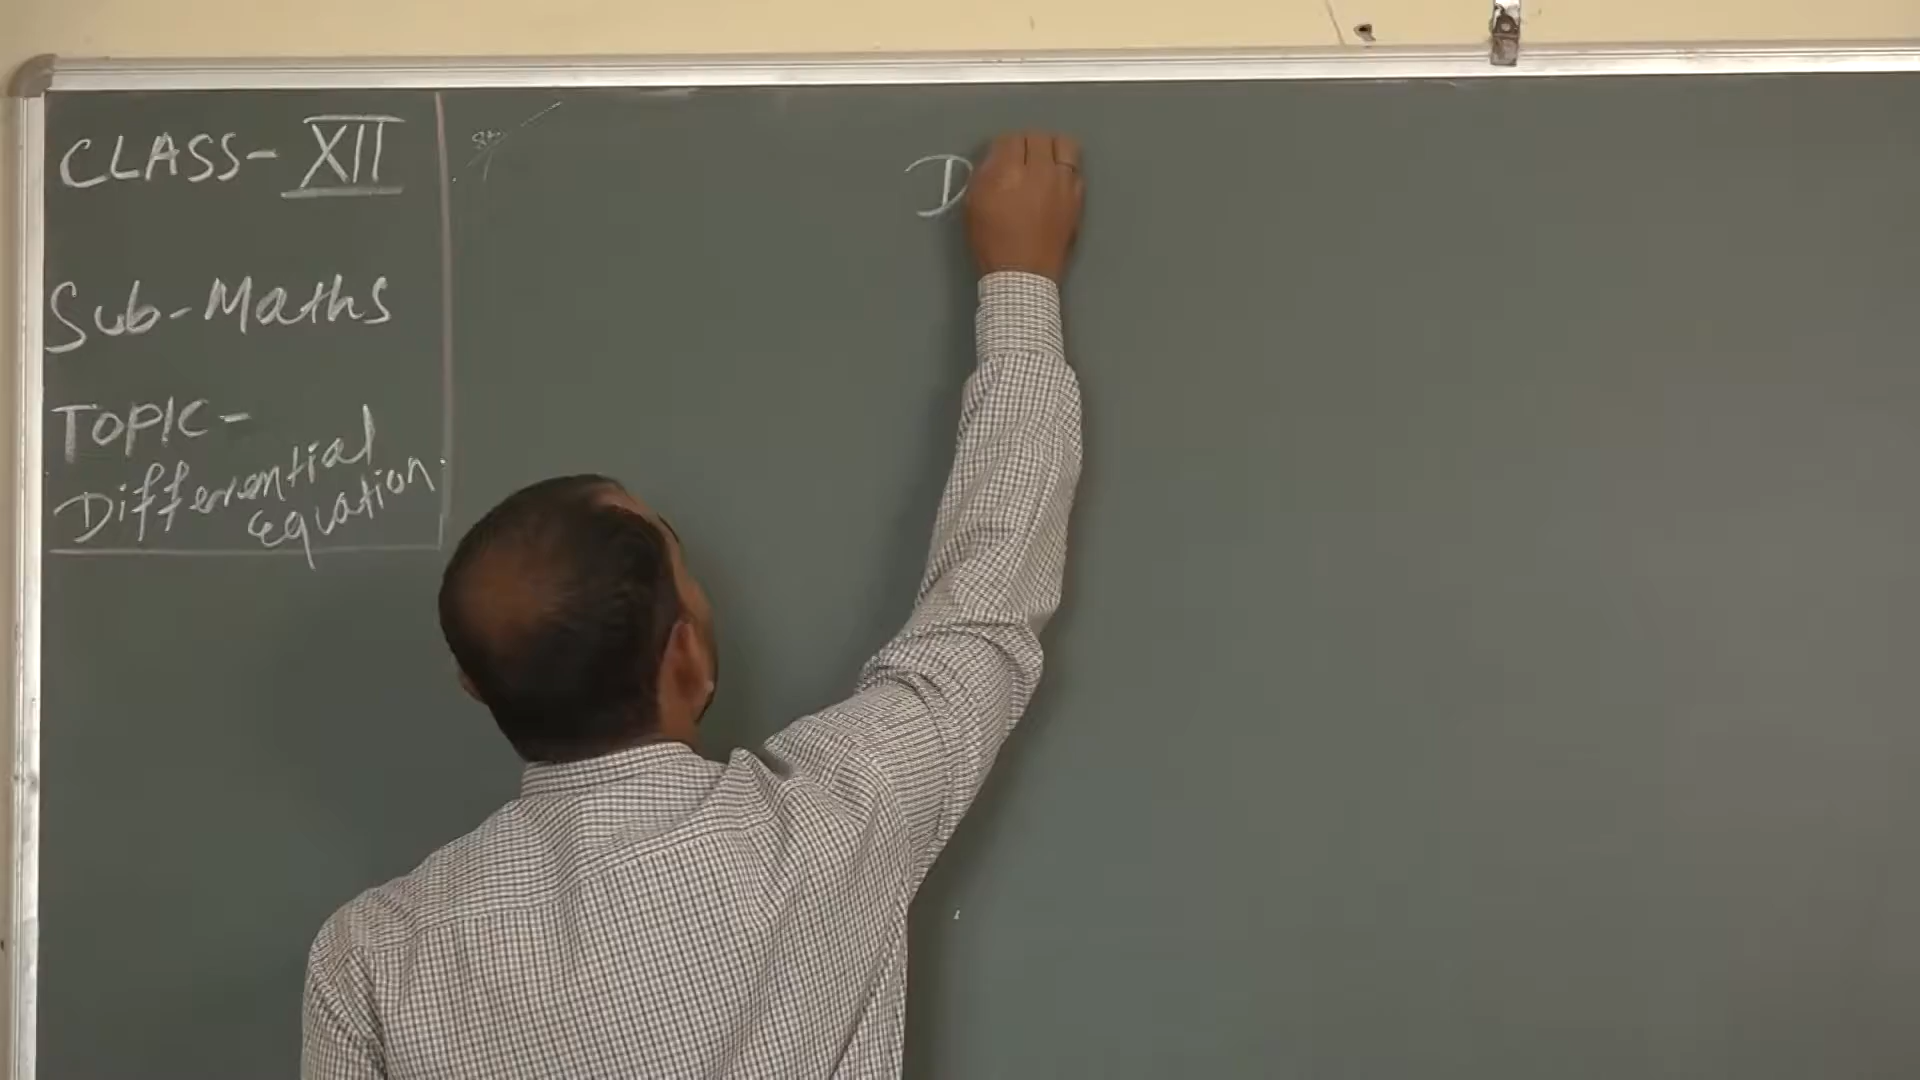 CLASS- XII
Sub-Maths
TOPIC-
Differential
Equation
D